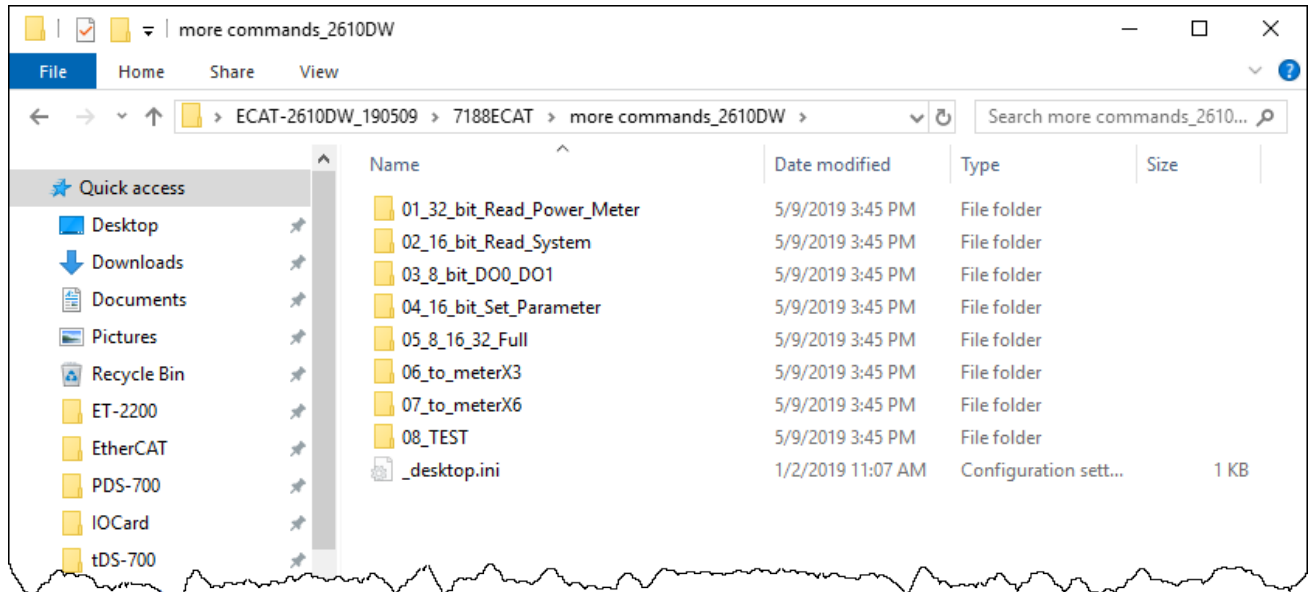 more commands_2610DW
File Home Share View
ECAT-2610DW_190509 > 7188ECAT > more commands_2610DW > Search more commands_2610...
Name Date modified Type Size
Quick access
Desktop
Downloads
Documents
Pictures
Recycle Bin
ET-2200
EtherCAT
PDS-700
IOCard
tDS-700
01_32_bit_Read_Power_Meter 5/9/2019 3:45 PM File folder
02_16_bit_Read_System 5/9/2019 3:45 PM File folder
03_8_bit_DO0_DO1 5/9/2019 3:45 PM File folder
04_16_bit_Set_Parameter 5/9/2019 3:45 PM File folder
05_8_16_32_Full 5/9/2019 3:45 PM File folder
06_to_meterX3 5/9/2019 3:45 PM File folder
07_to_meterX6 5/9/2019 3:45 PM File folder
08_TEST 5/9/2019 3:45 PM File folder
_desktop.ini 1/2/2019 11:07 AM Configuration sett... 1 KB